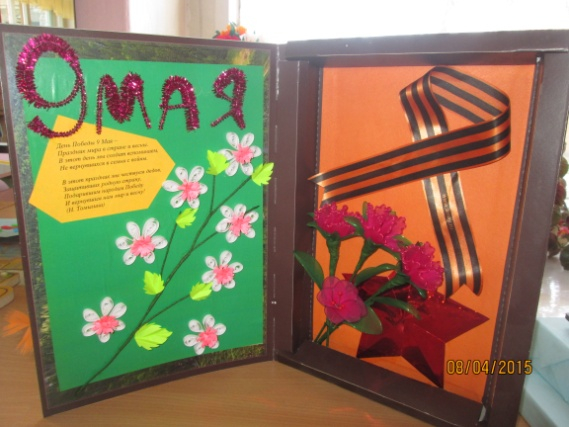 9 МАЯ
День Победы 9 Мая –
Праздник мира в стране и весны.
В этот день мы солдат вспоминаем,
Не вернувшихся в семьи с войны.
В этот праздник мы чествуем дедов,
Защитивших родную страну,
Подарившим народам Победу
И вернувшим нам мир и весну!
(Н. Томилина)
08/04/2015